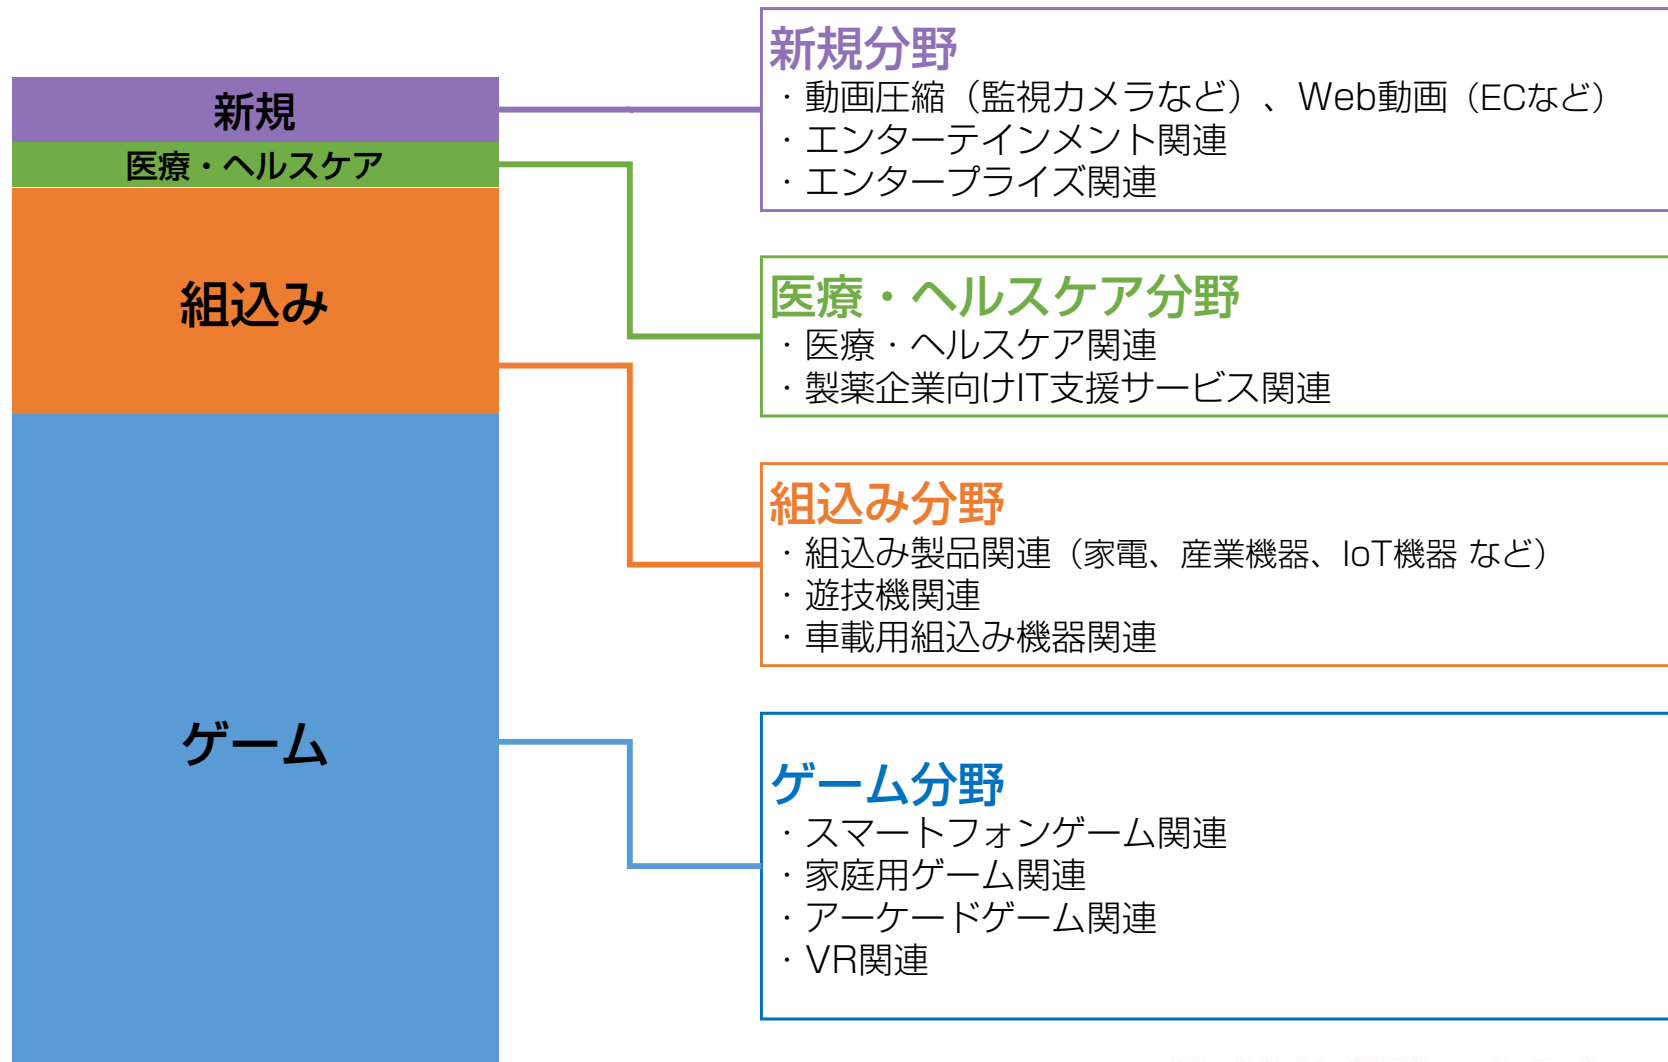 新規
医療・ヘルスケア
組込み
ゲーム
新規分野
・動画圧縮（監視カメラなど）、Web動画（ECなど）
・エンターテインメント関連
・エンタープライズ関連
医療・ヘルスケア分野
・医療・ヘルスケア関連
・製薬企業向けIT支援サービス関連
組込み分野
・組込み製品関連（家電、産業機器、IoT機器 など）
・遊技機関連
・車載用組込み機器関連
ゲーム分野
・スマートフォンゲーム関連
・家庭用ゲーム関連
・アーケードゲーム関連
・VR関連